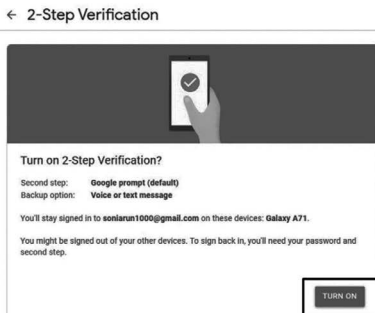 ← 2-Step Verification
Turn on 2-Step Verification?
Second step: Google prompt (default)
Backup option: Voice or text message
You'll stay signed in to soniarun1000@gmail.com on these devices: Galaxy A71.
You might be signed out of your other devices. To sign back in, you'll need your password and
second step.
TURN ON